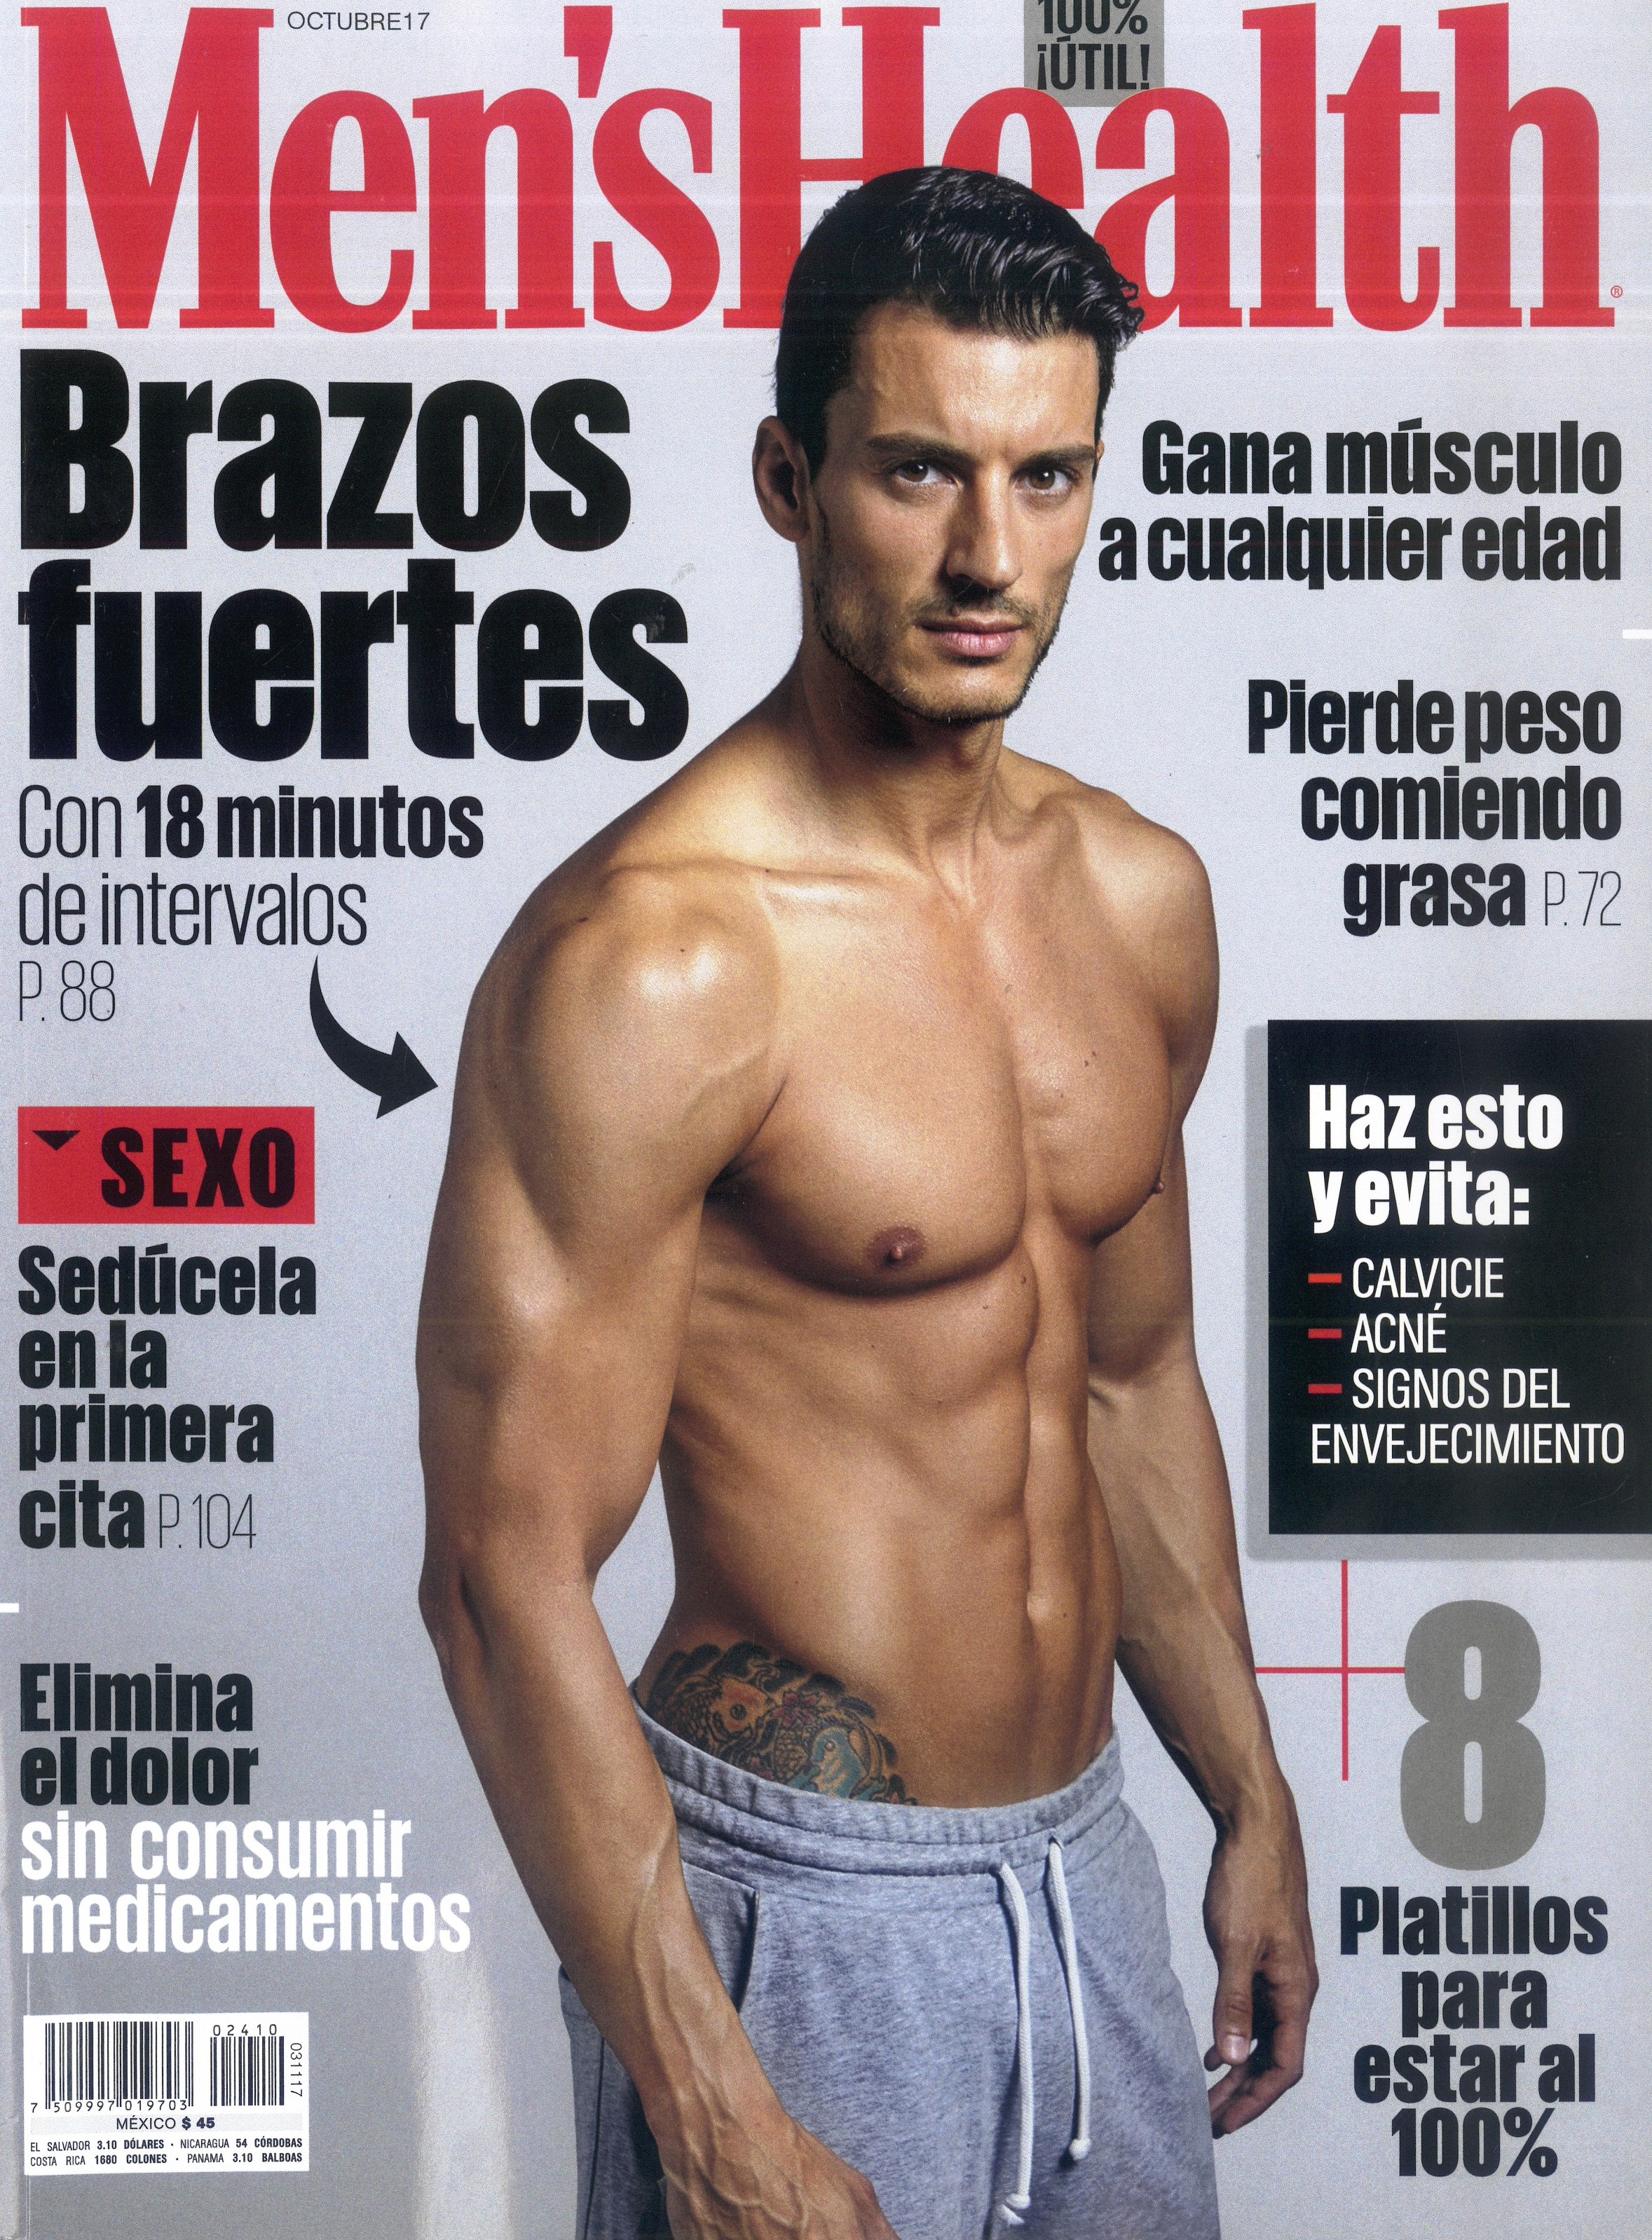 OCTUBRE17
100%
¡ÚTIL!
Men'sHealth®
Brazos
fuertes
Con 18 minutos
de intervalos
P. 88
SEXO
Sedúcela
en la
primera
cita P. 104
Elimina
el dolor
sin consumir
medicamentos
Gana músculo
a cualquier edad
Pierde peso
comiendo
grasa P. 72
Haz esto
y evita:
CALVICIE
ACNÉ
SIGNOS DEL
ENVEJECIMIENTO
+8
Platillos
para
estar al
100%
02410
031117
7 509997 019703
MÉXICO $ 45
EL SALVADOR 3.10 DÓLARES · NICARAGUA 54 CÓRDOBAS
COSTA RICA 1680 COLONES · PANAMA 3.10 BALBOAS